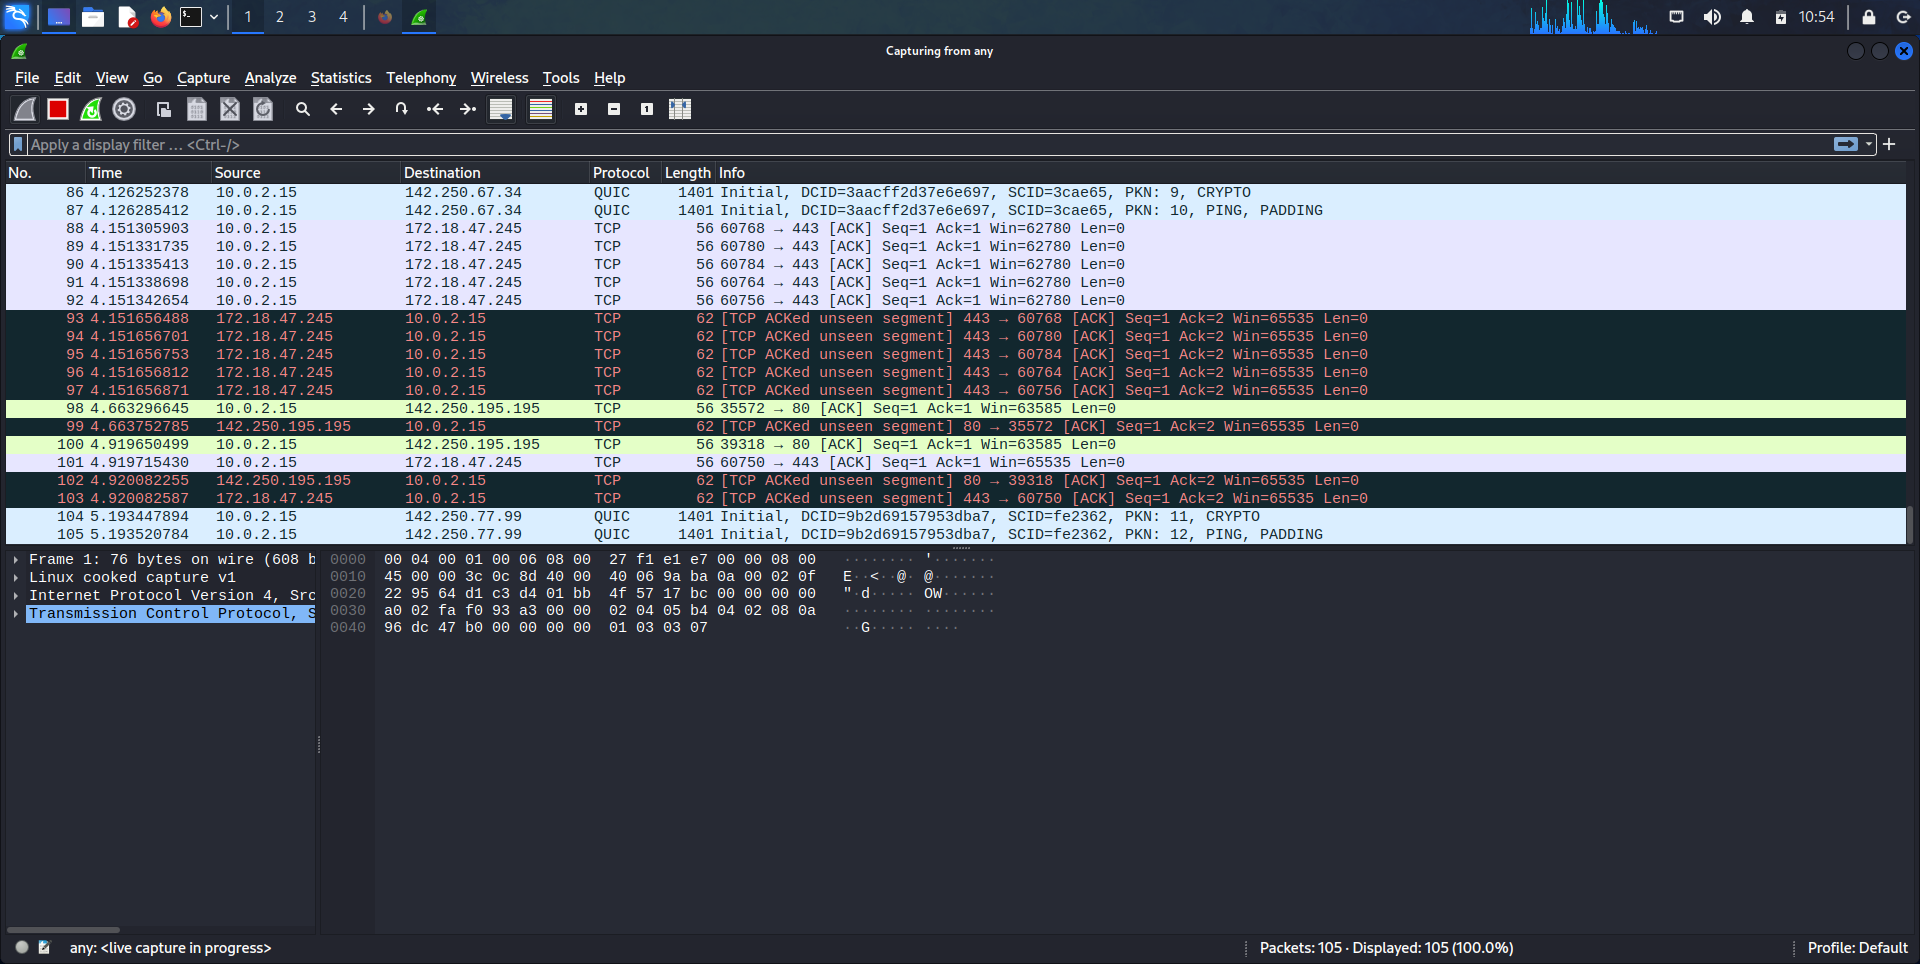 1 2 3 4 10:54
Capturing from any
File Edit View Go Capture Analyze Statistics Telephony Wireless Tools Help
Apply a display filter … <Ctrl-/>
No. Time Source Destination Protocol Length Info
86 4.126252378 10.0.2.15 142.250.67.34 QUIC 1401 Initial, DCID=3aacff2d37e6e697, SCID=3cae65, PKN: 9, CRYPTO
87 4.126285412 10.0.2.15 142.250.67.34 QUIC 1401 Initial, DCID=3aacff2d37e6e697, SCID=3cae65, PKN: 10, PING, PADDING
88 4.151305903 10.0.2.15 172.18.47.245 TCP 56 60768 → 443 [ACK] Seq=1 Ack=1 Win=62780 Len=0
89 4.151331735 10.0.2.15 172.18.47.245 TCP 56 60780 → 443 [ACK] Seq=1 Ack=1 Win=62780 Len=0
90 4.151335413 10.0.2.15 172.18.47.245 TCP 56 60784 → 443 [ACK] Seq=1 Ack=1 Win=62780 Len=0
91 4.151338698 10.0.2.15 172.18.47.245 TCP 56 60764 → 443 [ACK] Seq=1 Ack=1 Win=62780 Len=0
92 4.151342654 10.0.2.15 172.18.47.245 TCP 56 60756 → 443 [ACK] Seq=1 Ack=1 Win=62780 Len=0
93 4.151656488 172.18.47.245 10.0.2.15 TCP 62 [TCP ACKed unseen segment] 443 → 60768 [ACK] Seq=1 Ack=2 Win=65535 Len=0
94 4.151656701 172.18.47.245 10.0.2.15 TCP 62 [TCP ACKed unseen segment] 443 → 60780 [ACK] Seq=1 Ack=2 Win=65535 Len=0
95 4.151656753 172.18.47.245 10.0.2.15 TCP 62 [TCP ACKed unseen segment] 443 → 60784 [ACK] Seq=1 Ack=2 Win=65535 Len=0
96 4.151656812 172.18.47.245 10.0.2.15 TCP 62 [TCP ACKed unseen segment] 443 → 60764 [ACK] Seq=1 Ack=2 Win=65535 Len=0
97 4.151656871 172.18.47.245 10.0.2.15 TCP 62 [TCP ACKed unseen segment] 443 → 60756 [ACK] Seq=1 Ack=2 Win=65535 Len=0
98 4.663296645 10.0.2.15 142.250.195.195 TCP 56 35572 → 80 [ACK] Seq=1 Ack=1 Win=63585 Len=0
99 4.663752785 142.250.195.195 10.0.2.15 TCP 62 [TCP ACKed unseen segment] 80 → 35572 [ACK] Seq=1 Ack=2 Win=65535 Len=0
100 4.919650499 10.0.2.15 142.250.195.195 TCP 56 39318 → 80 [ACK] Seq=1 Ack=1 Win=63585 Len=0
101 4.919715430 10.0.2.15 172.18.47.245 TCP 56 60750 → 443 [ACK] Seq=1 Ack=1 Win=65535 Len=0
102 4.920082255 142.250.195.195 10.0.2.15 TCP 62 [TCP ACKed unseen segment] 80 → 39318 [ACK] Seq=1 Ack=2 Win=65535 Len=0
103 4.920082587 172.18.47.245 10.0.2.15 TCP 62 [TCP ACKed unseen segment] 443 → 60750 [ACK] Seq=1 Ack=2 Win=65535 Len=0
104 5.193447894 10.0.2.15 142.250.77.99 QUIC 1401 Initial, DCID=9b2d69157953dba7, SCID=fe2362, PKN: 11, CRYPTO
105 5.193520784 10.0.2.15 142.250.77.99 QUIC 1401 Initial, DCID=9b2d69157953dba7, SCID=fe2362, PKN: 12, PING, PADDING
Frame 1: 76 bytes on wire (608 b
Linux cooked capture v1
Internet Protocol Version 4, Src
Transmission Control Protocol, S
0000 00 04 00 01 00 06 08 00 27 f1 e1 e7 00 00 08 00 ········ '·······
0010 45 00 00 3c 0c 8d 40 00 40 06 9a ba 0a 00 02 0f E··<··@· @·······
0020 22 95 64 d1 c3 d4 01 bb 4f 57 17 bc 00 00 00 00 "·d····· OW······
0030 a0 02 fa f0 93 a3 00 00 02 04 05 b4 04 02 08 0a ········ ········
0040 96 dc 47 b0 00 00 00 00 01 03 03 07 ··G····· ····
any: <live capture in progress>
Packets: 105 · Displayed: 105 (100.0%)
Profile: Default